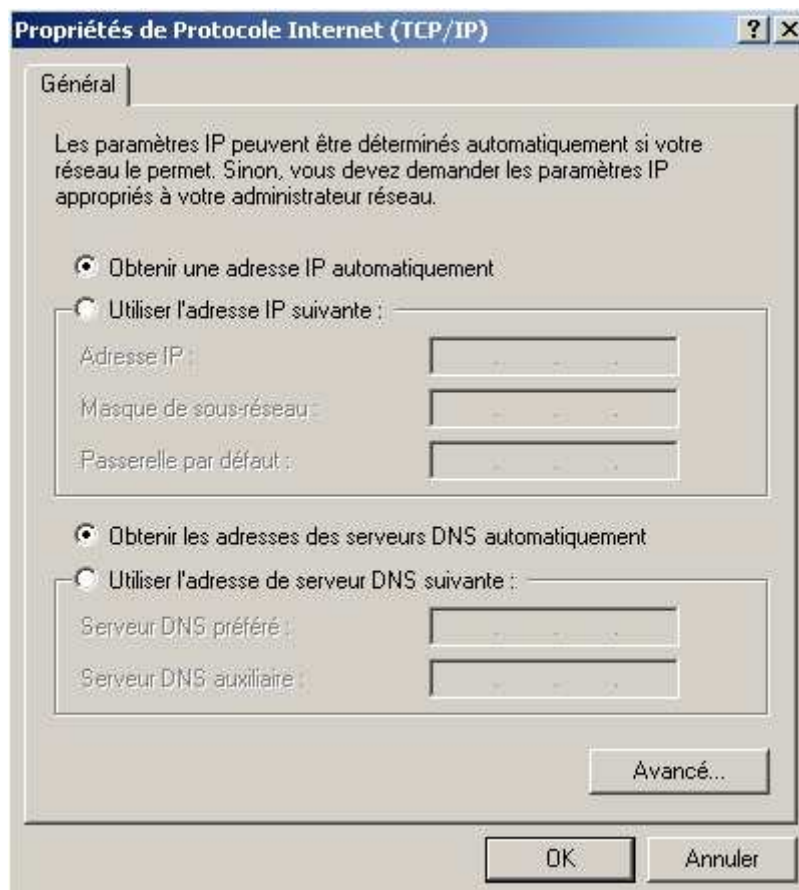 Propriétés de Protocole Internet (TCP/IP)
Général
Les paramètres IP peuvent être déterminés automatiquement si votre
réseau le permet. Sinon, vous devez demander les paramètres IP
appropriés à votre administrateur réseau.
Obtenir une adresse IP automatiquement
Utiliser l'adresse IP suivante :
Adresse IP :
Masque de sous-réseau :
Passerelle par défaut :
Obtenir les adresses des serveurs DNS automatiquement
Utiliser l'adresse de serveur DNS suivante :
Serveur DNS préféré :
Serveur DNS auxiliaire :
Avancé...
OK
Annuler